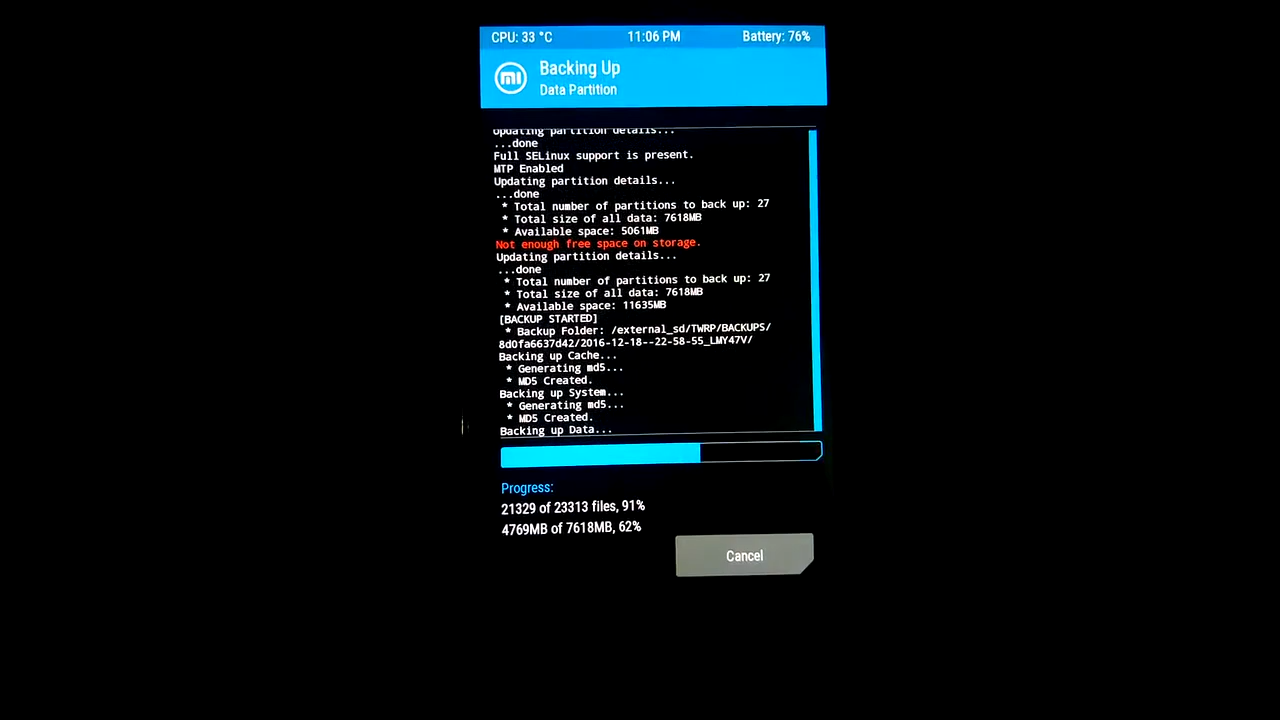 CPU: 33 °C 11:06 PM Battery: 76%
mi
Backing Up
Data Partition
Updating partition details...
...done
Full SELinux support is present.
MTP Enabled
Updating partition details...
...done
* Total number of partitions to back up: 27
* Total size of all data: 7618MB
* Available space: 5061MB
Not enough free space on storage.
Updating partition details...
...done
* Total number of partitions to back up: 27
* Total size of all data: 7618MB
* Available space: 11635MB
[BACKUP STARTED]
* Backup Folder: /external_sd/TWRP/BACKUPS/
8d0fa6637d42/2016-12-18--22-58-55_LMY47V/
Backing up Cache...
* Generating md5...
* MD5 Created.
Backing up System...
* Generating md5...
* MD5 Created.
Backing up Data...
Progress:
21329 of 23313 files, 91%
4769MB of 7618MB, 62%
Cancel